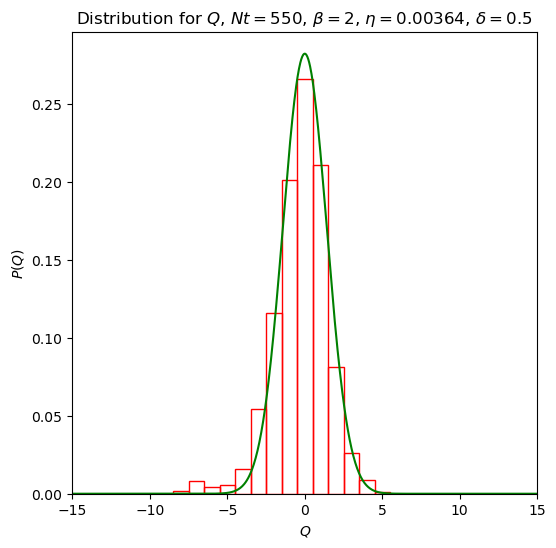 Distribution for Q, Nt = 550, β = 2, η = 0.00364, δ = 0.5
P(Q)
0.25
0.20
0.15
0.10
0.05
0.00
−15 −10 −5 0 5 10 15
Q